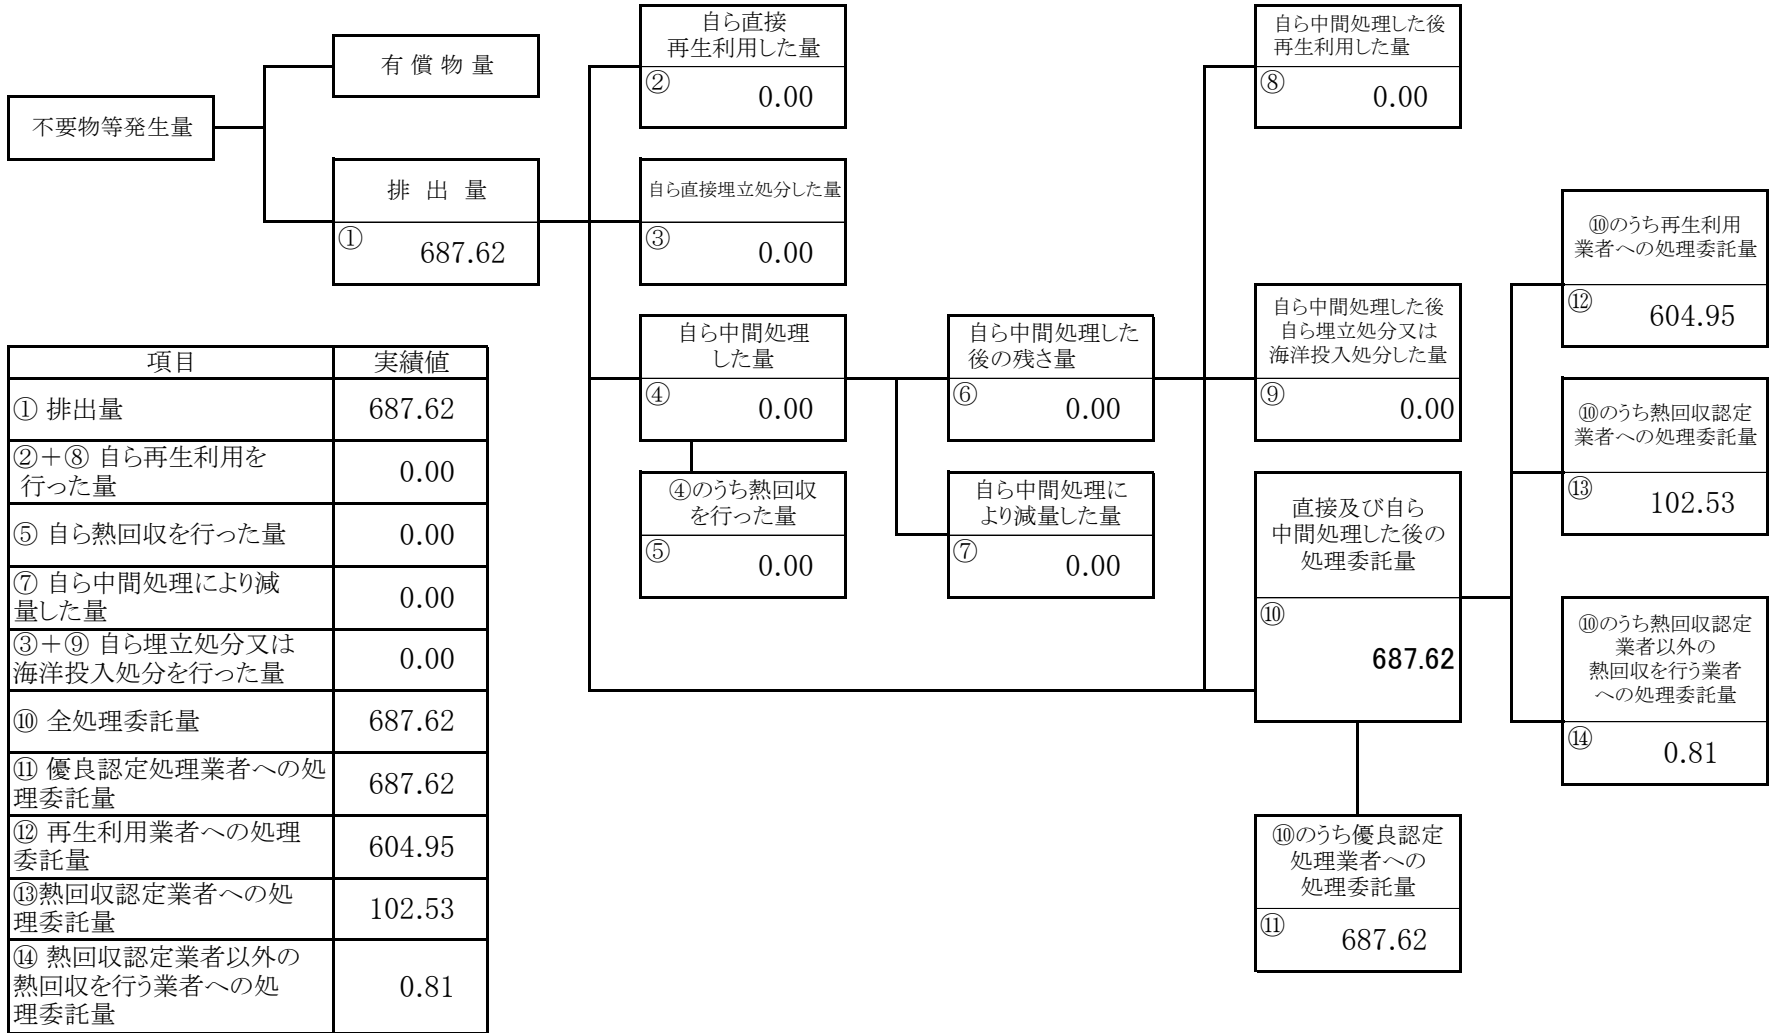 不要物等発生量
有 償 物 量
排 出 量
①
687.62
自ら直接
再生利用した量
②
0.00
自ら直接埋立処分した量
③
0.00
自ら中間処理
した量
④
0.00
④のうち熱回収
を行った量
⑤
0.00
自ら中間処理した
後の残さ量
⑥
0.00
自ら中間処理に
より減量した量
⑦
0.00
自ら中間処理した後
再生利用した量
⑧
0.00
自ら中間処理した後
自ら埋立処分又は
海洋投入処分した量
⑨
0.00
直接及び自ら
中間処理した後の
処理委託量
⑩
687.62
⑩のうち優良認定
処理業者への
処理委託量
⑪
687.62
⑩のうち再生利用
業者への処理委託量
⑫
604.95
⑩のうち熱回収認定
業者への処理委託量
⑬
102.53
⑩のうち熱回収認定
業者以外の
熱回収を行う業者
への処理委託量
⑭
0.81
項目 実績値
① 排出量 687.62
②＋⑧ 自ら再生利用を
行った量 0.00
⑤ 自ら熱回収を行った量 0.00
⑦ 自ら中間処理により減
量した量 0.00
③＋⑨ 自ら埋立処分又は
海洋投入処分を行った量 0.00
⑩ 全処理委託量 687.62
⑪ 優良認定処理業者への処
理委託量 687.62
⑫ 再生利用業者への処理
委託量 604.95
⑬熱回収認定業者への処
理委託量 102.53
⑭ 熱回収認定業者以外の
熱回収を行う業者への処
理委託量 0.81